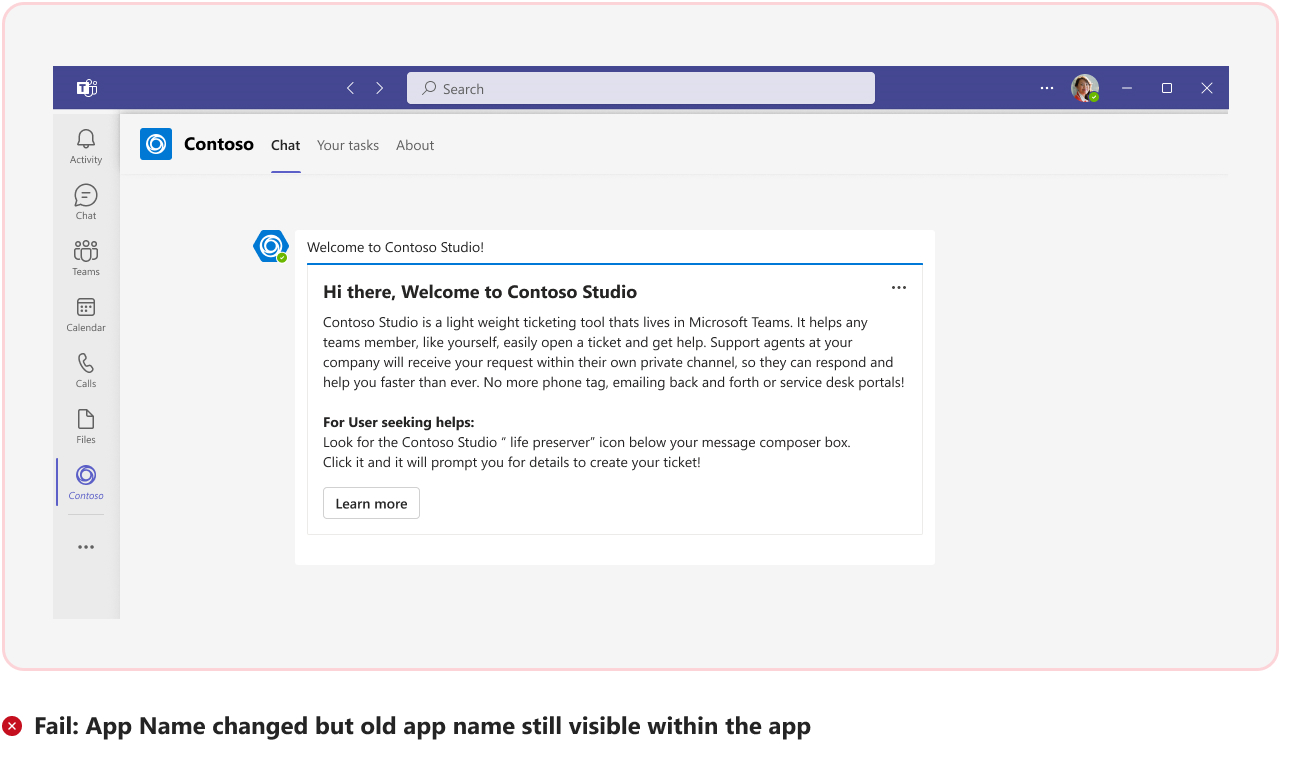 Search
Activity
Chat
Teams
Calendar
Calls
Files
Contoso
Contoso Chat Your tasks About
Welcome to Contoso Studio!
Hi there, Welcome to Contoso Studio
Contoso Studio is a light weight ticketing tool thats lives in Microsoft Teams. It helps any
teams member, like yourself, easily open a ticket and get help. Support agents at your
company will receive your request within their own private channel, so they can respond and
help you faster than ever. No more phone tag, emailing back and forth or service desk portals!
For User seeking helps:
Look for the Contoso Studio “ life preserver” icon below your message composer box.
Click it and it will prompt you for details to create your ticket!
Learn more
Fail: App Name changed but old app name still visible within the app